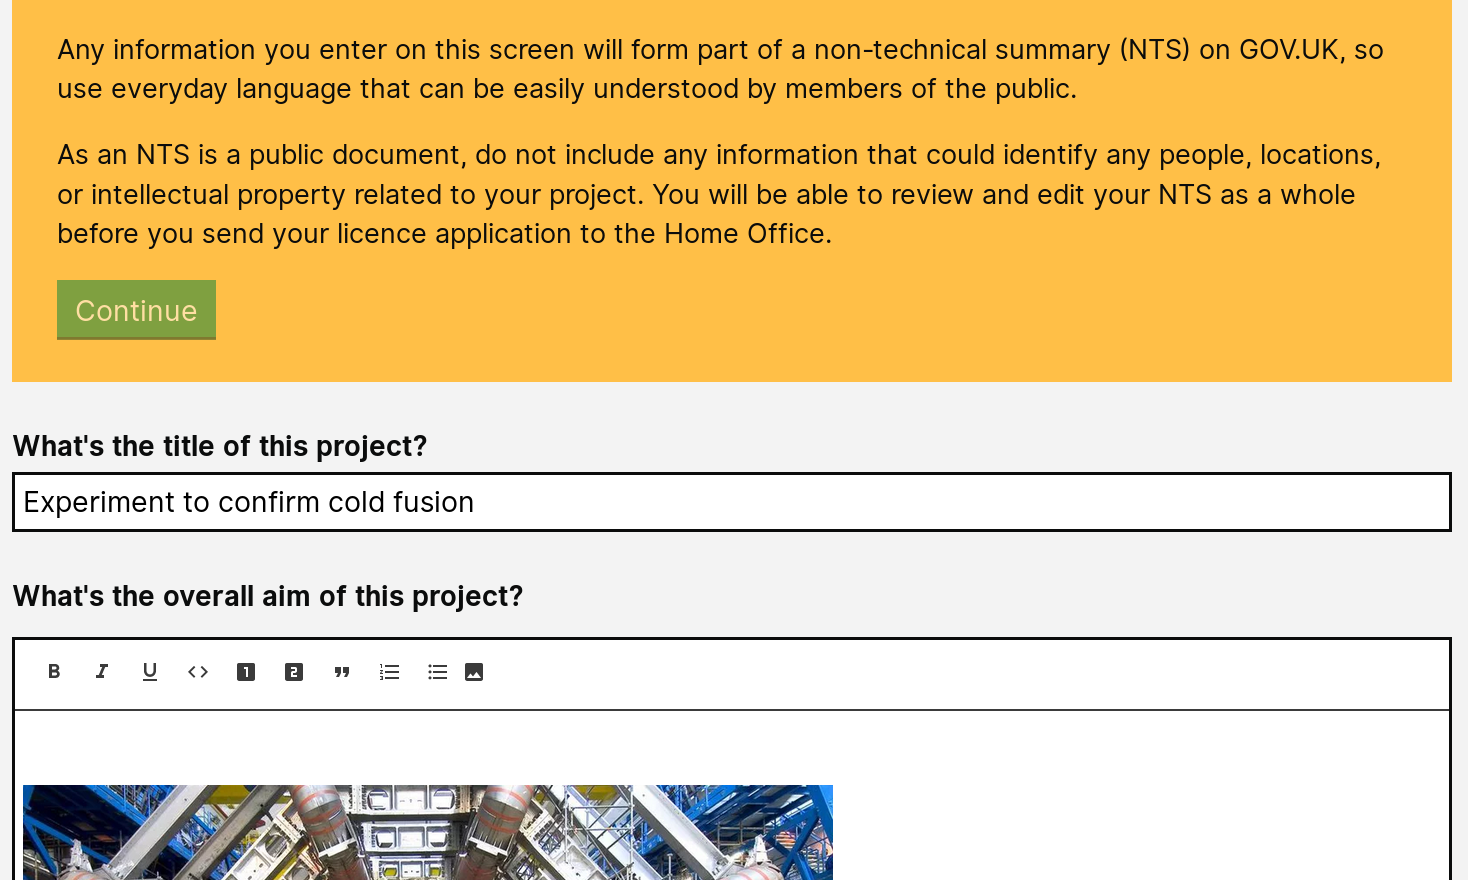 Any information you enter on this screen will form part of a non-technical summary (NTS) on GOV.UK, so
use everyday language that can be easily understood by members of the public.
As an NTS is a public document, do not include any information that could identify any people, locations,
or intellectual property related to your project. You will be able to review and edit your NTS as a whole
before you send your licence application to the Home Office.
Continue
What's the title of this project?
Experiment to confirm cold fusion
What's the overall aim of this project?